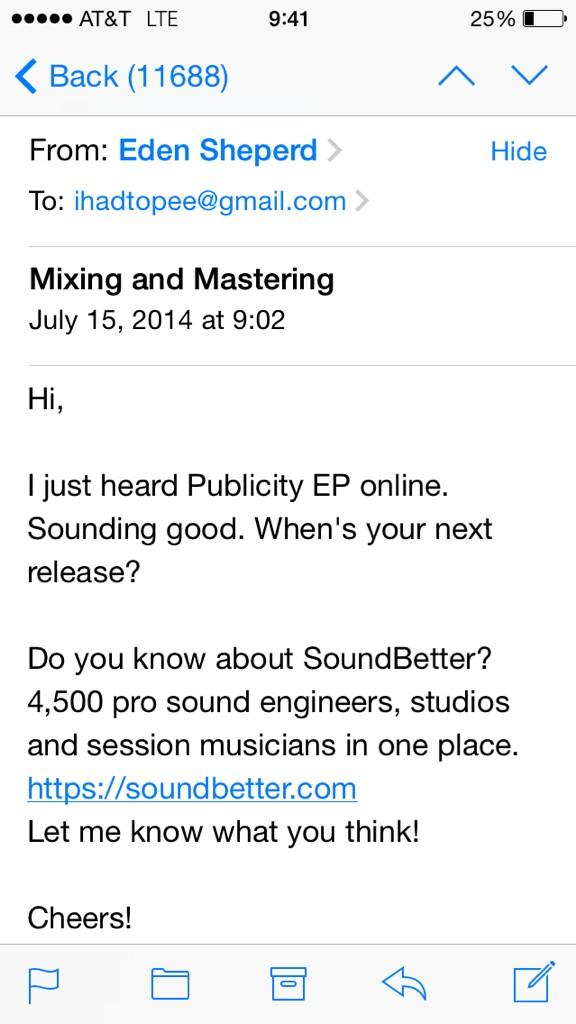 AT&T LTE 9:41 25%
Back (11688)
From: Eden Sheperd Hide
To: ihadtopee@gmail.com
Mixing and Mastering
July 15, 2014 at 9:02
Hi,
I just heard Publicity EP online.
Sounding good. When's your next
release?
Do you know about SoundBetter?
4,500 pro sound engineers, studios
and session musicians in one place.
https://soundbetter.com
Let me know what you think!
Cheers!